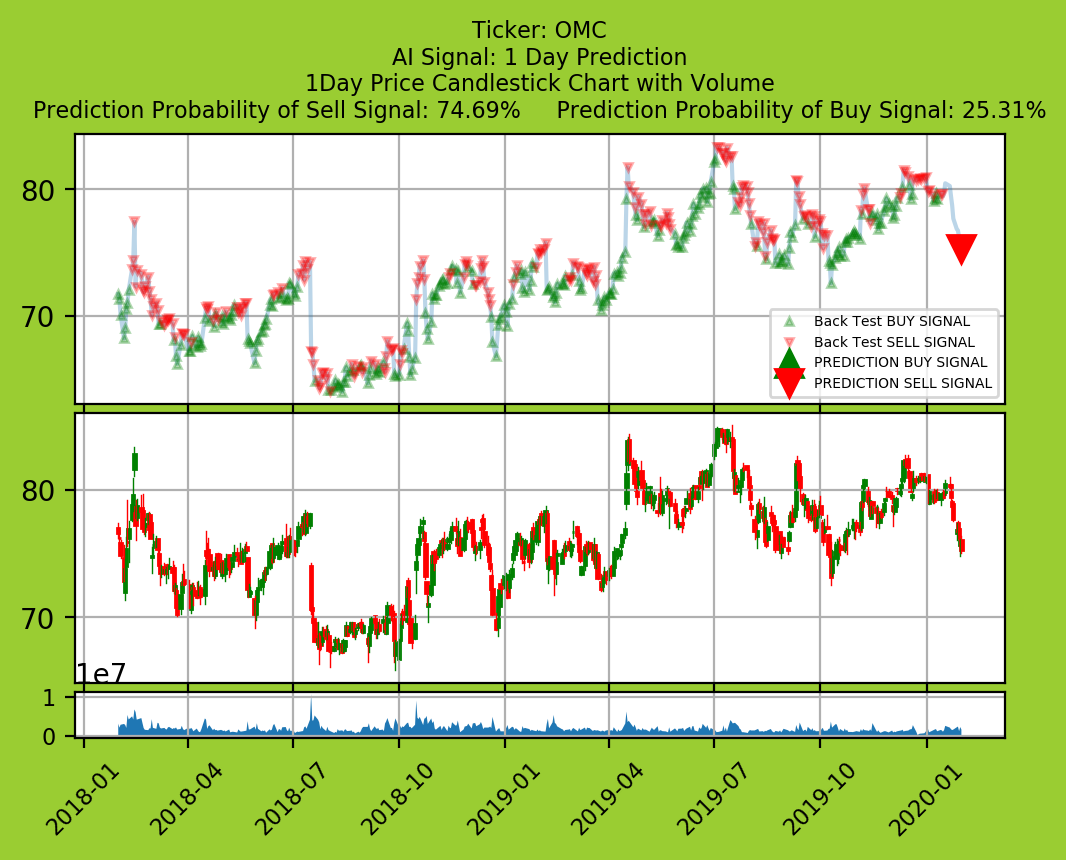 Ticker: OMC
AI Signal: 1 Day Prediction
1Day Price Candlestick Chart with Volume
Prediction Probability of Sell Signal: 74.69% Prediction Probability of Buy Signal: 25.31%
80
70
Back Test BUY SIGNAL
Back Test SELL SIGNAL
PREDICTION BUY SIGNAL
PREDICTION SELL SIGNAL
80
70
1e7
1
0
2018-01 2018-04 2018-07 2018-10 2019-01 2019-04 2019-07 2019-10 2020-01